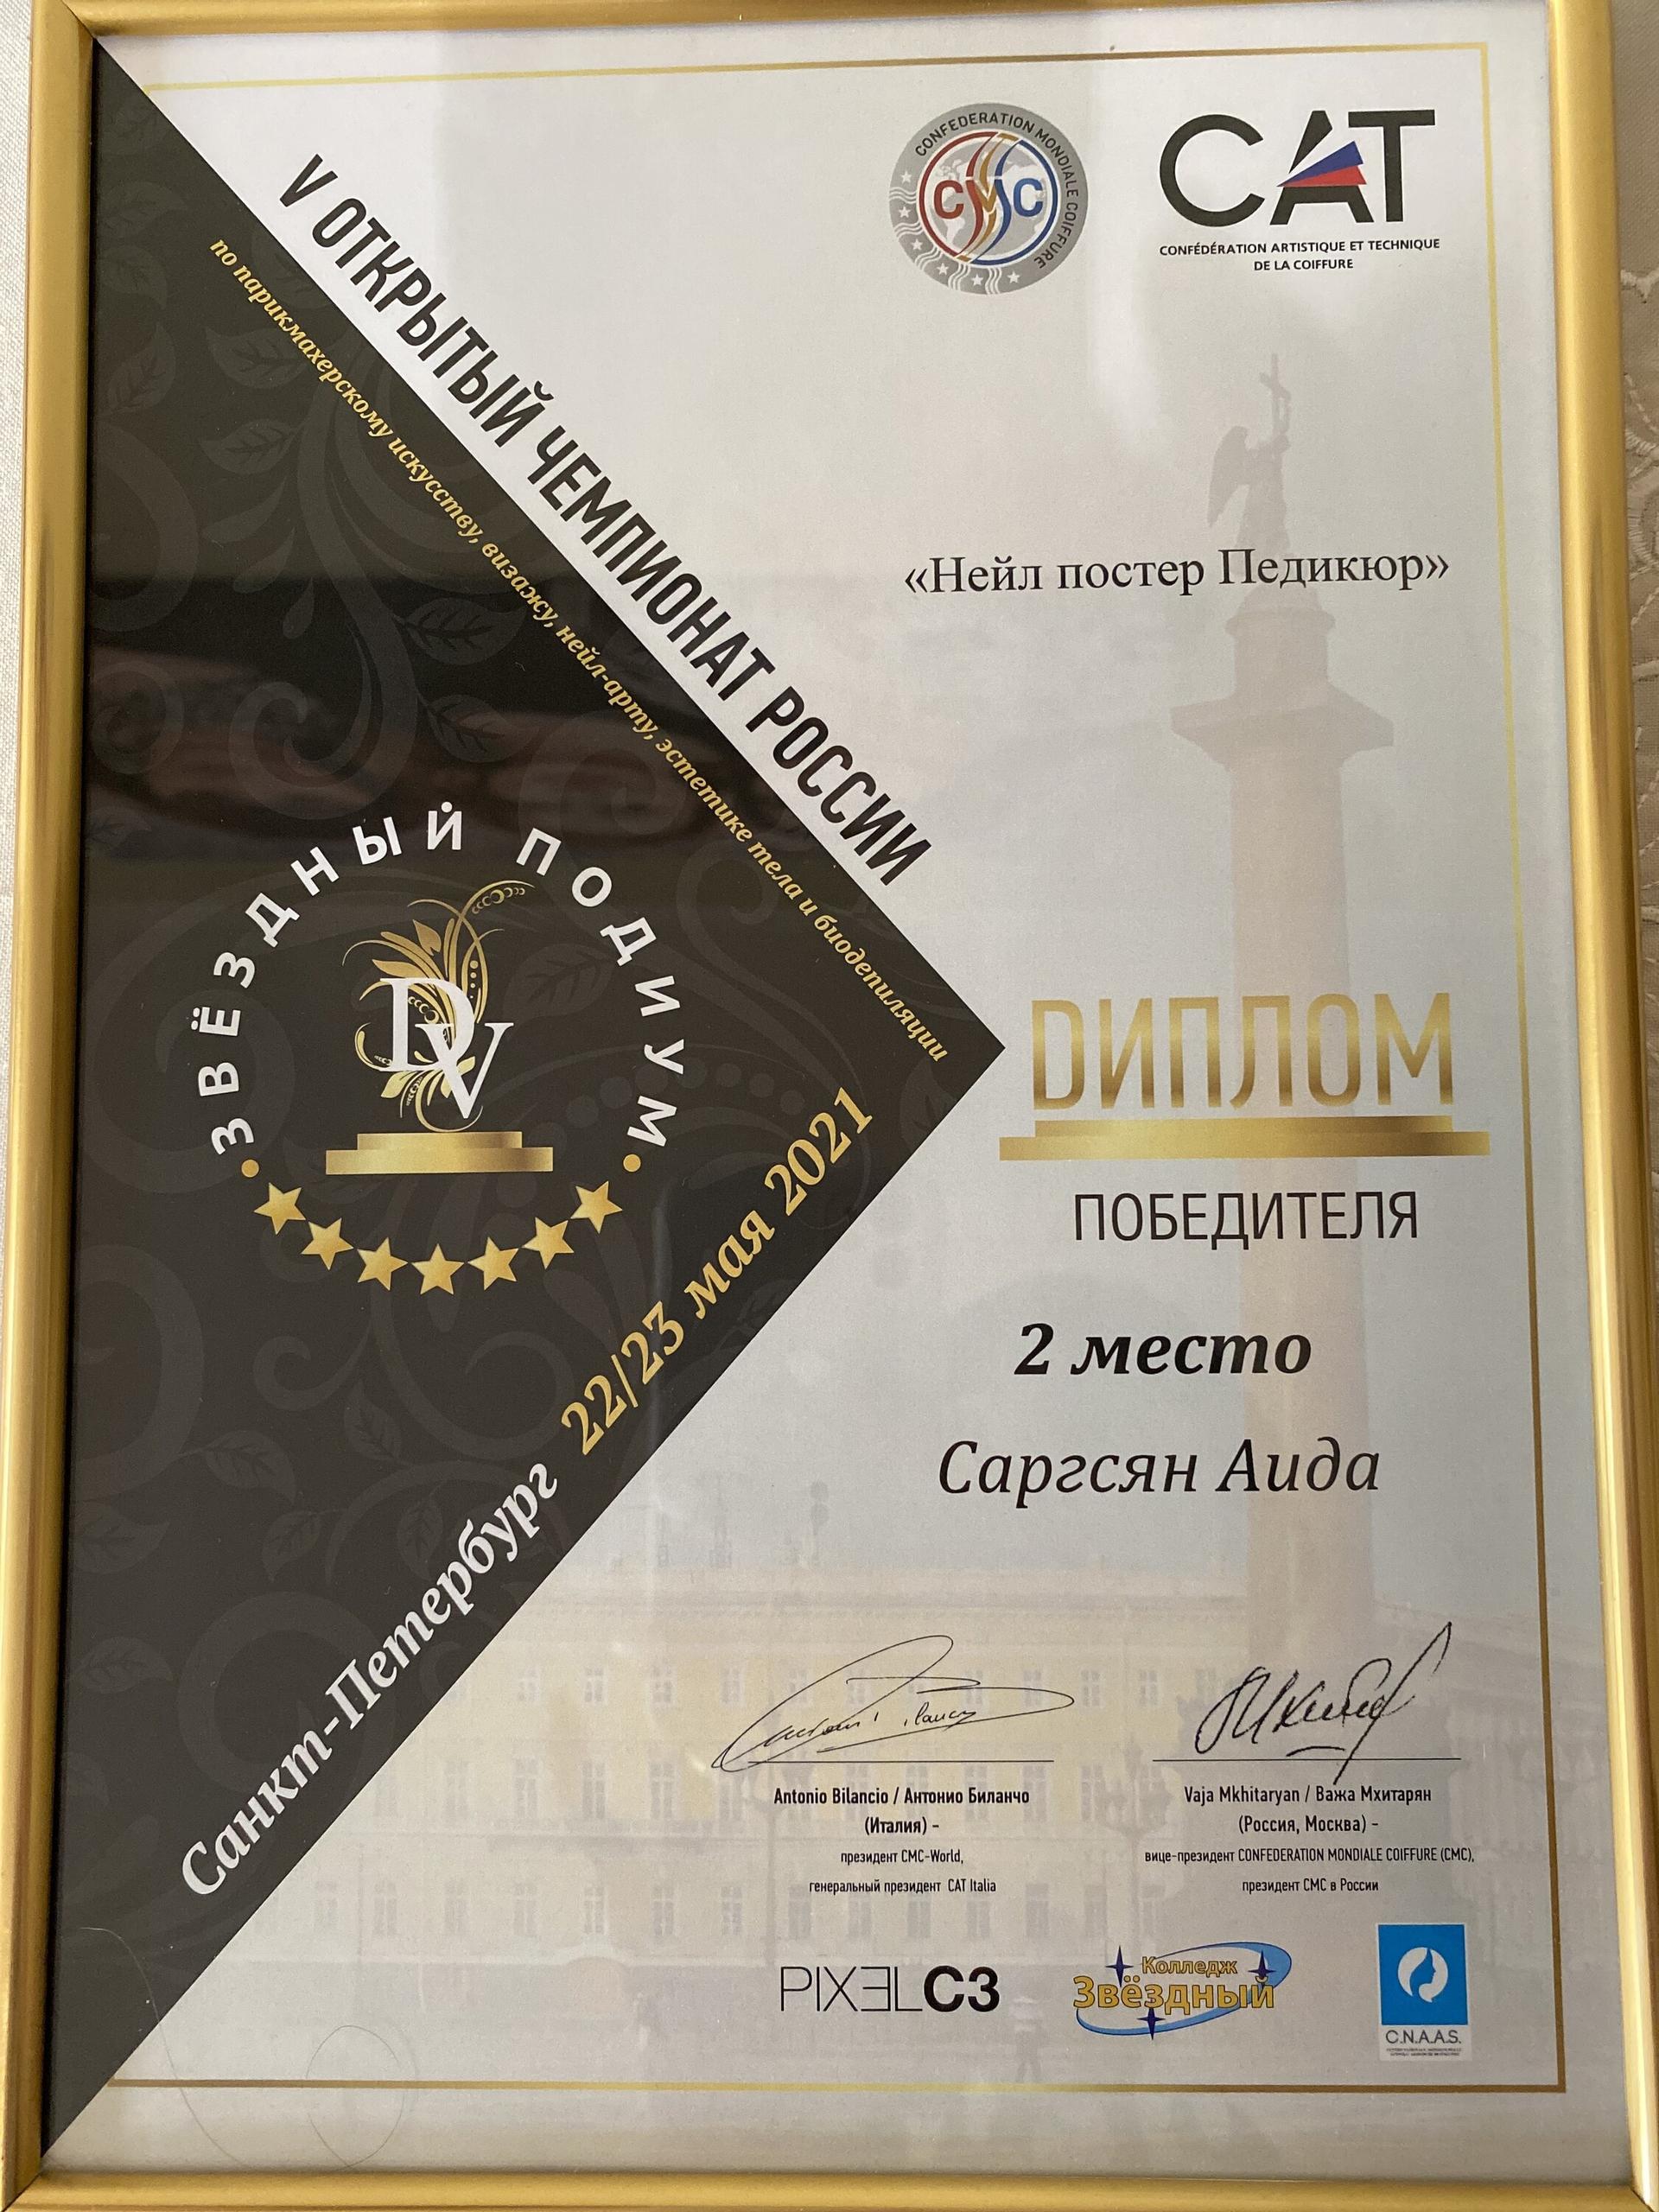 CONFEDERATION MONDIALE COIFFURE
CMC
CAT
CONFÉDÉRATION ARTISTIQUE ET TECHNIQUE
DE LA COIFFURE
V ОТКРЫТЫЙ ЧЕМПИОНАТ РОССИИ
по парикмахерскому искусству, визажу, нейл-арту, эстетике тела и биодепиляции
«Нейл постер Педикюр»
ЗВЁЗДНЫЙ ПОДИУМ
DV
DИПЛОМ
ПОБЕДИТЕЛЯ
2 место
Саргсян Аида
Санкт-Петербург 22/23 мая 2021
Antonio Bilancio / Антонио Биланчо
(Италия) -
президент CMC-World,
генеральный президент CAT Italia
Vaja Mkhitaryan / Важа Мхитарян
(Россия, Москва) -
вице-президент CONFEDERATION MONDIALE COIFFURE (CMC),
президент CMC в России
PIXELC3
Колледж
Звёздный
C.N.A.A.S.